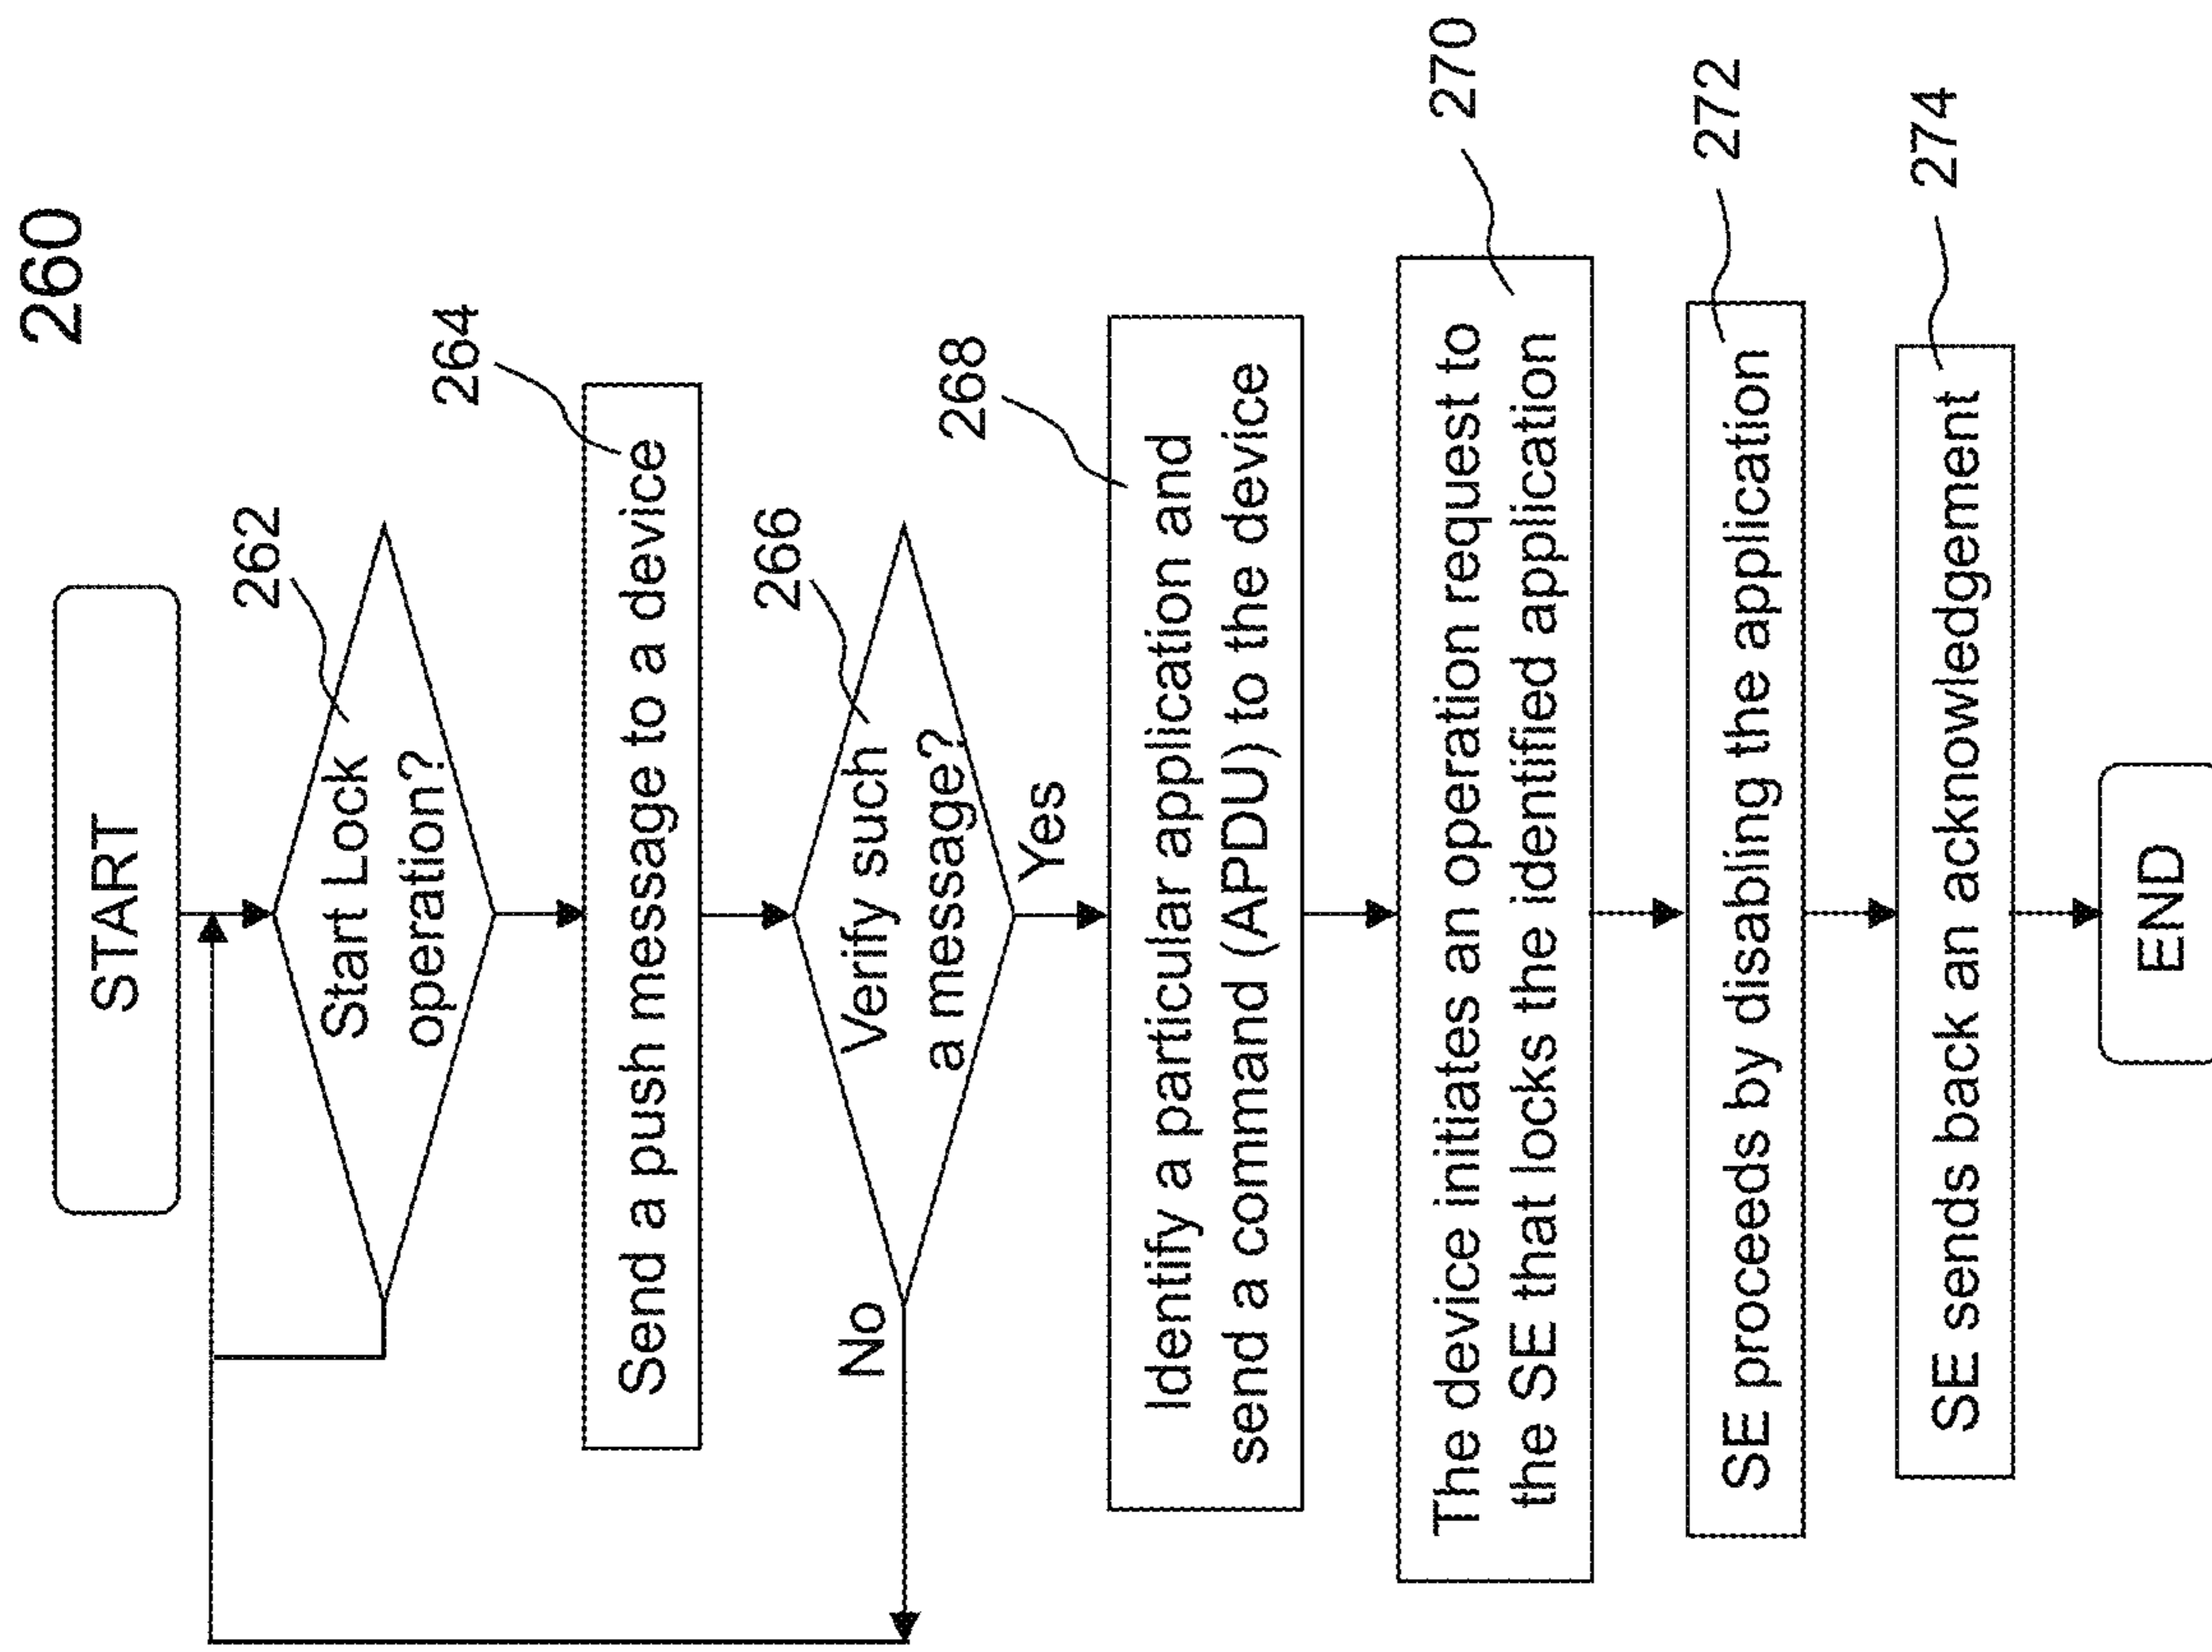 260
START
262
Start Lock
operation?
264
Send a push message to a device
266
Verify such
a message?
No
Yes
268
Identify a particular application and
send a command (APDU) to the device
270
The device initiates an operation request to
the SE that locks the identified application
272
SE proceeds by disabling the application
274
SE sends back an acknowledgement
END